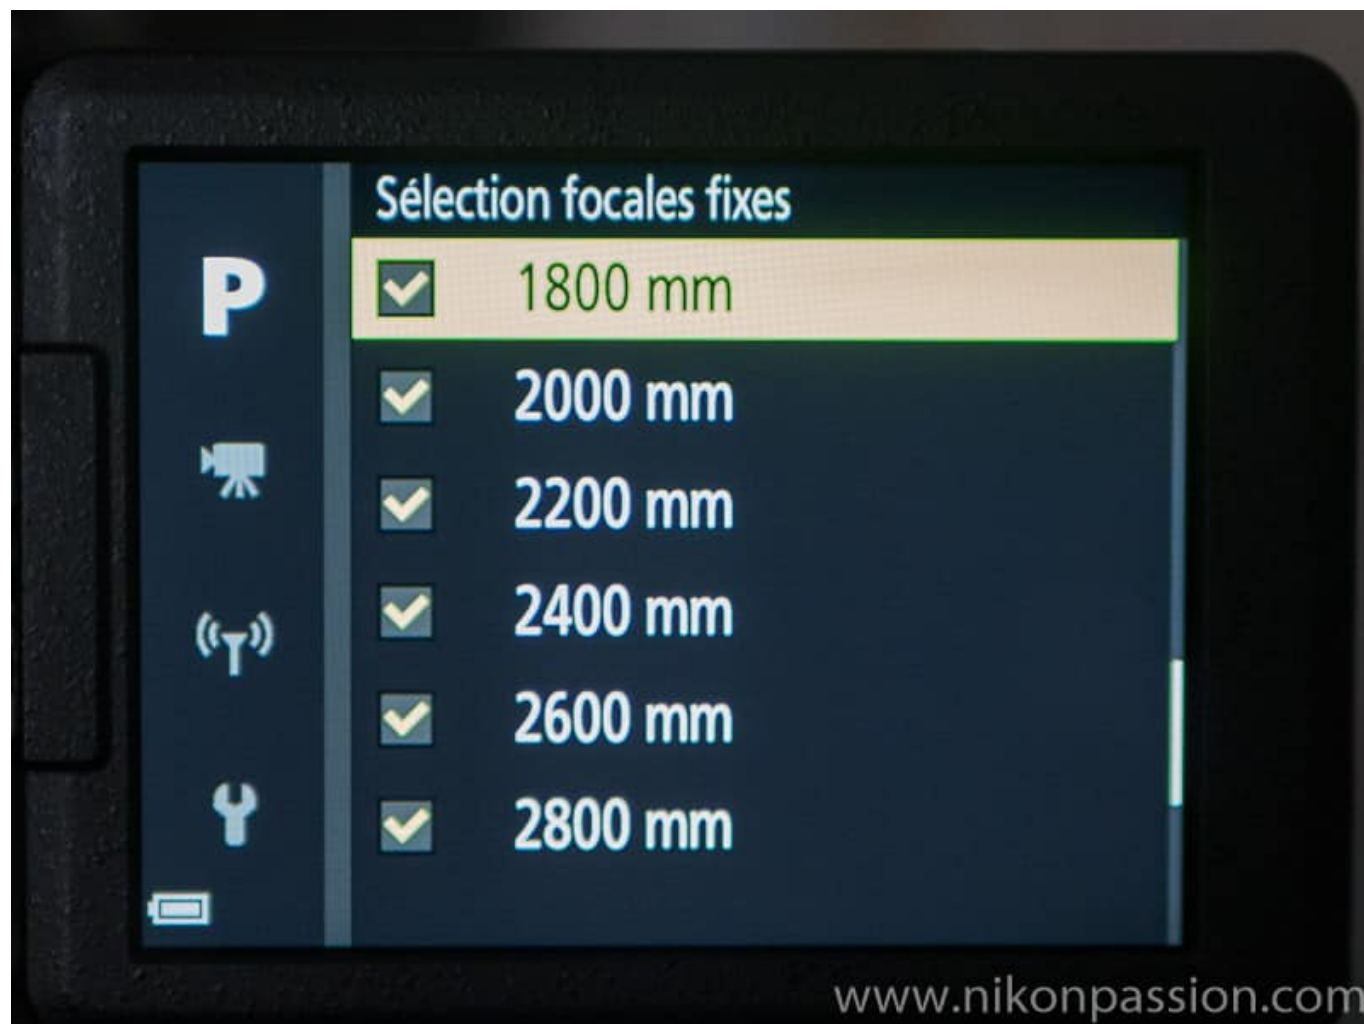 Sélection focales fixes
P
1800 mm
2000 mm
2200 mm
2400 mm
2600 mm
2800 mm
www.nikonpassion.com